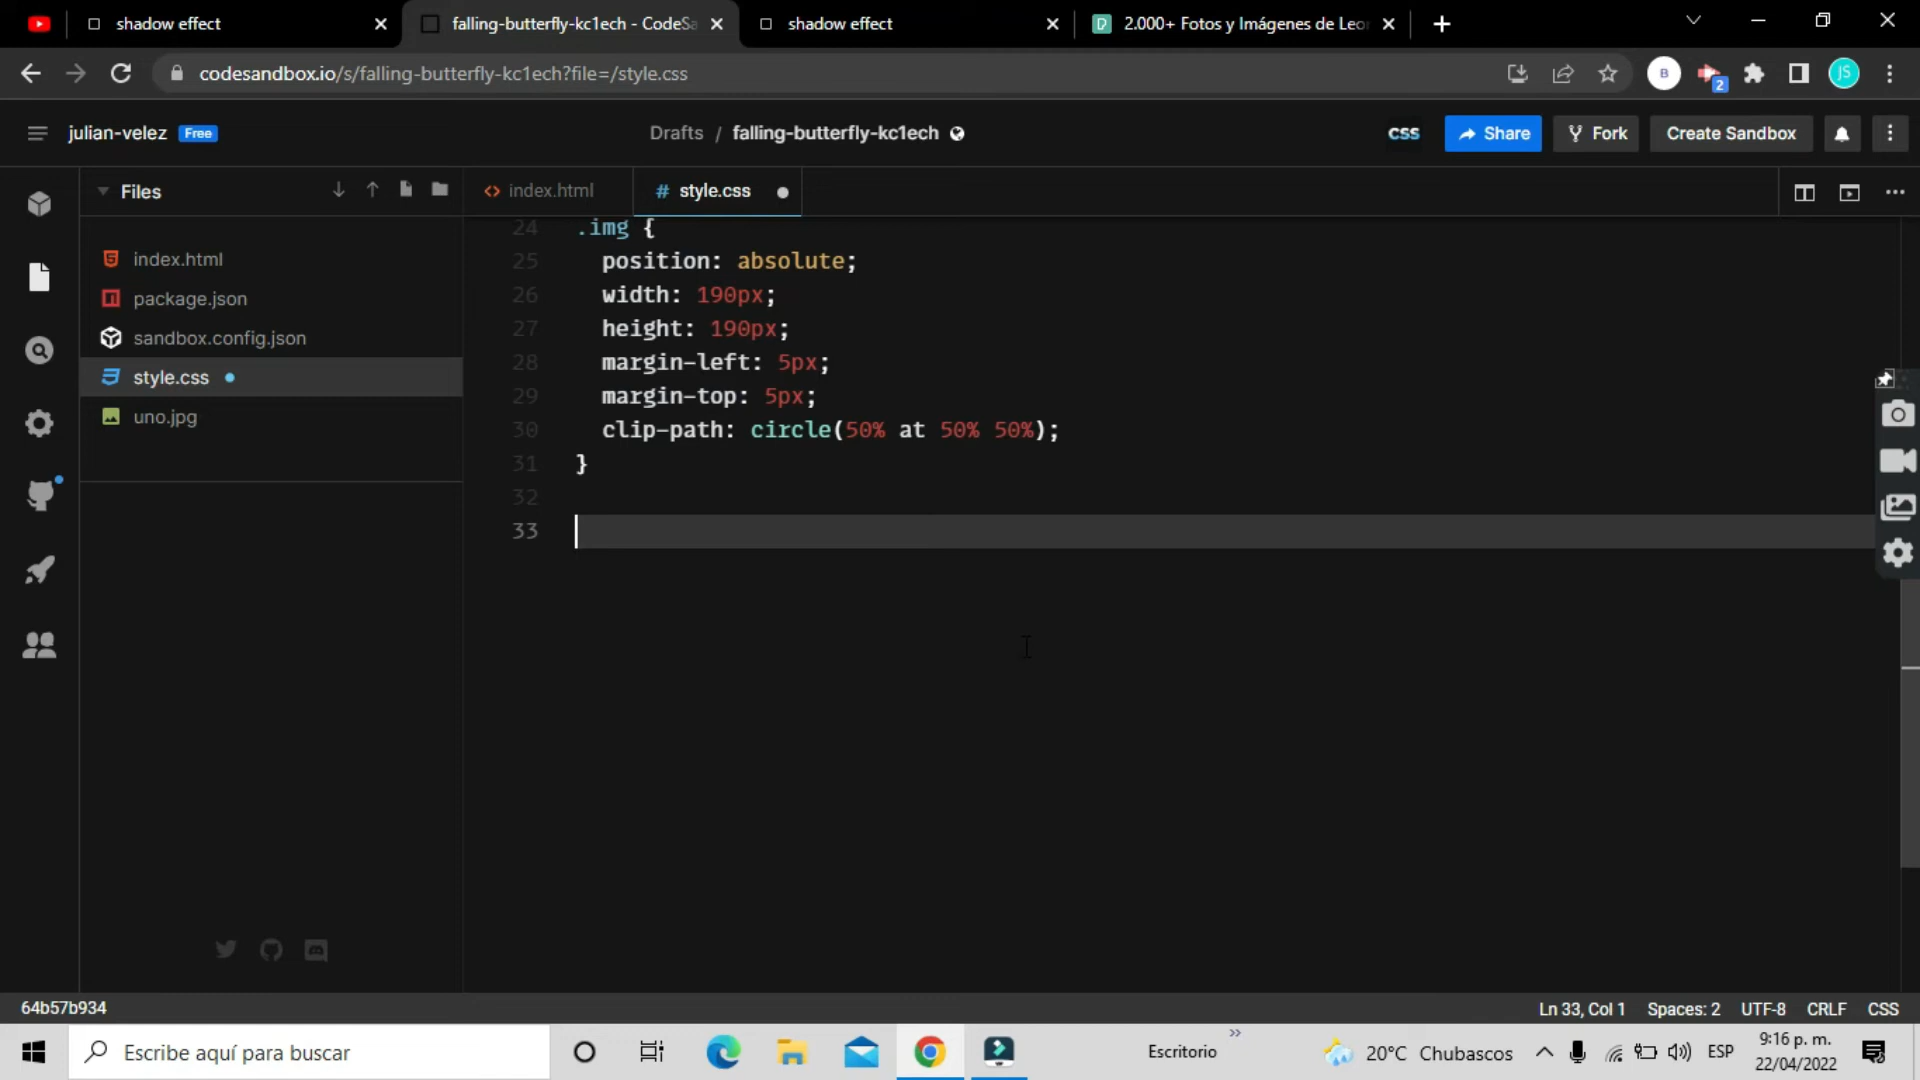 shadow effect
falling-butterfly-kc1ech - CodeSa
shadow effect
2.000+ Fotos y Imágenes de Leo
codesandbox.io/s/falling-butterfly-kc1ech?file=/style.css
B
2
JS
julian-velez
Free
Drafts / falling-butterfly-kc1ech
CSS
Share
Fork
Create Sandbox
Files
index.html
style.css
index.html
package.json
sandbox.config.json
style.css
uno.jpg
24 .img {
25 position: absolute;
26 width: 190px;
27 height: 190px;
28 margin-left: 5px;
29 margin-top: 5px;
30 clip-path: circle(50% at 50% 50%);
31 }
32
33
64b57b934
Ln 33, Col 1
Spaces: 2
UTF-8
CRLF
CSS
Escribe aquí para buscar
Escritorio
20°C Chubascos
ESP
9:16 p. m.
22/04/2022